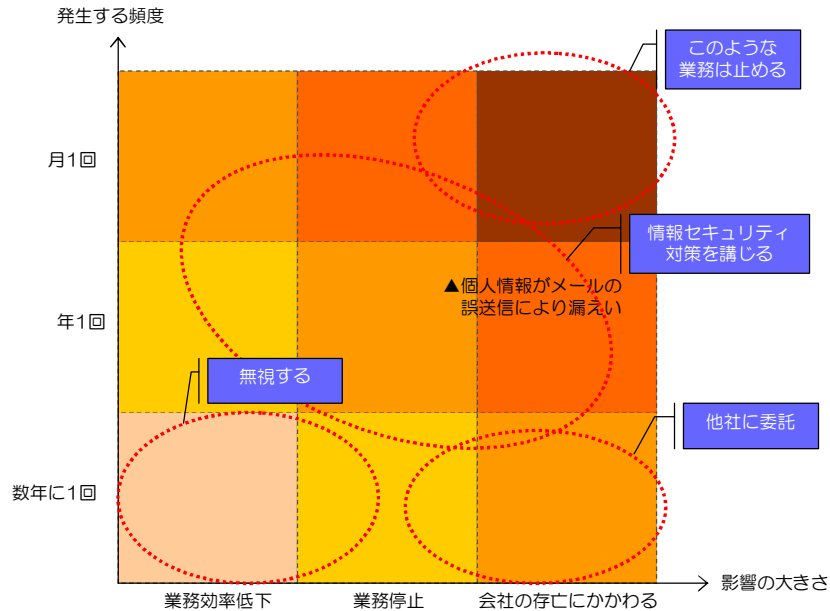 発生する頻度
このような
業務は止める
月1回
情報セキュリティ
対策を講じる
▲個人情報がメールの
誤送信により漏えい
年1回
無視する
他社に委託
数年に1回
影響の大きさ
業務効率低下
業務停止
会社の存亡にかかわる